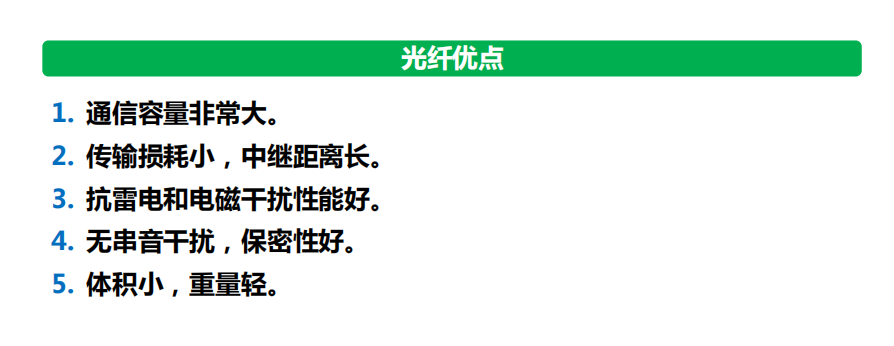 光纤优点
1. 通信容量非常大。
2. 传输损耗小，中继距离长。
3. 抗雷电和电磁干扰性能好。
4. 无串音干扰，保密性好。
5. 体积小，重量轻。